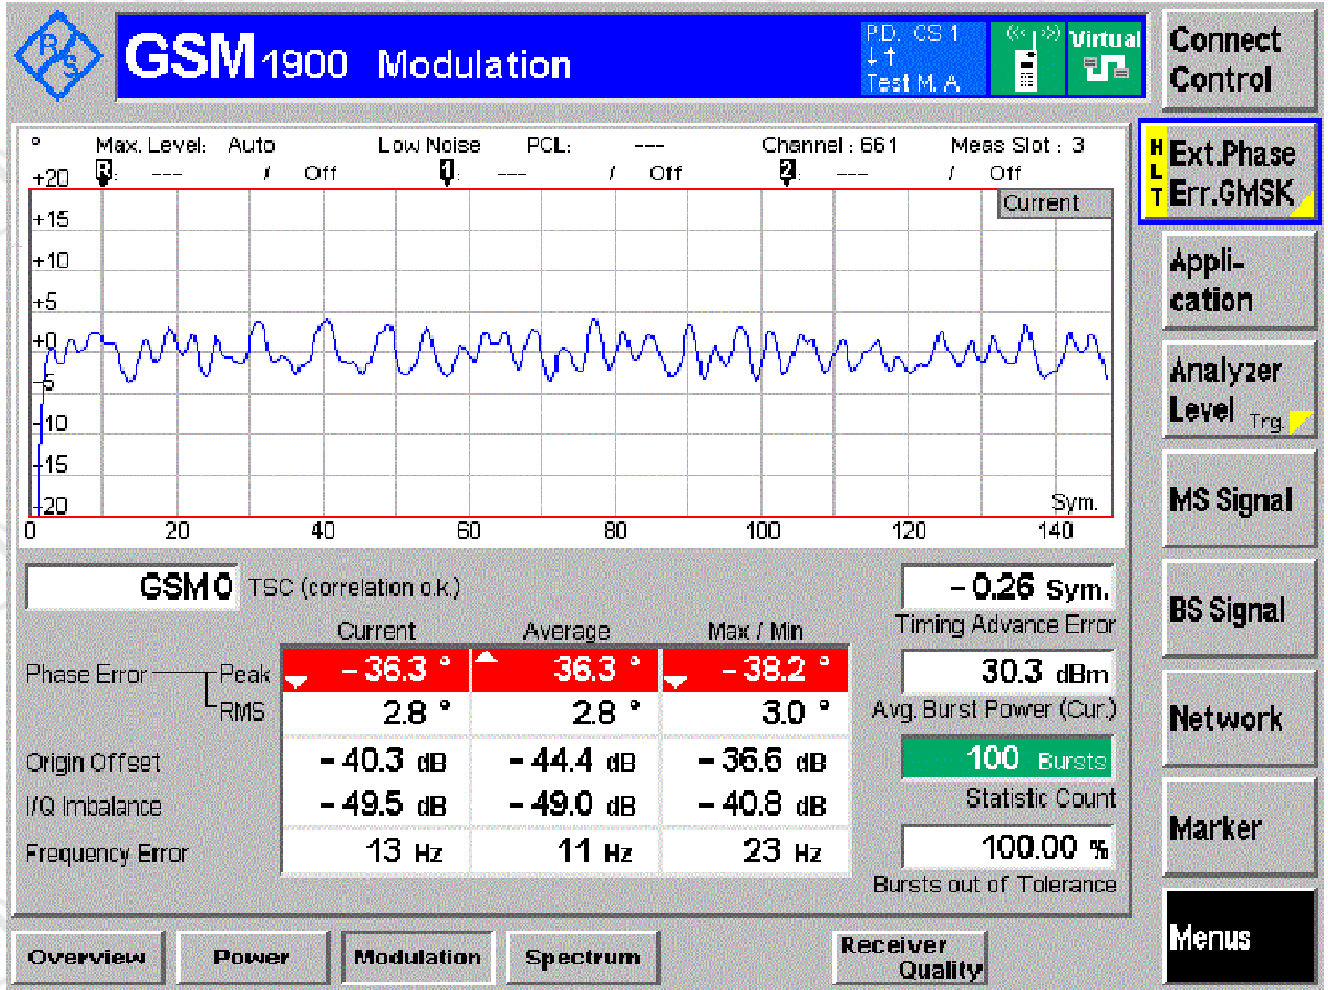 R S
GSM 1900 Modulation
P.D. CS 1
Test M. A.
Virtual
Connect
Control
° Max. Level: Auto Low Noise PCL: --- Channel : 661 Meas Slot : 3
R: --- / Off 1: --- / Off 2: --- / Off
Current
+20
+15
+10
+5
+0
-5
-10
-15
-20
Sym.
0 20 40 60 80 100 120 140
HLT
Ext.Phase
Err.GMSK
Appli-
cation
Analyzer
Level Trg.
MS Signal
BS Signal
Network
Marker
Menus
GSM 0 TSC (correlation o.k.)
- 0.26 Sym.
Timing Advance Error
Current Average Max / Min
Phase Error Peak - 36.3 ° 36.3 ° - 38.2 °
RMS 2.8 ° 2.8 ° 3.0 °
Origin Offset - 40.3 dB - 44.4 dB - 36.6 dB
I/Q Imbalance - 49.5 dB - 49.0 dB - 40.8 dB
Frequency Error 13 Hz 11 Hz 23 Hz
30.3 dBm
Avg. Burst Power (Cur.)
100 Bursts
Statistic Count
100.00 %
Bursts out of Tolerance
Overview Power Modulation Spectrum
Receiver
Quality